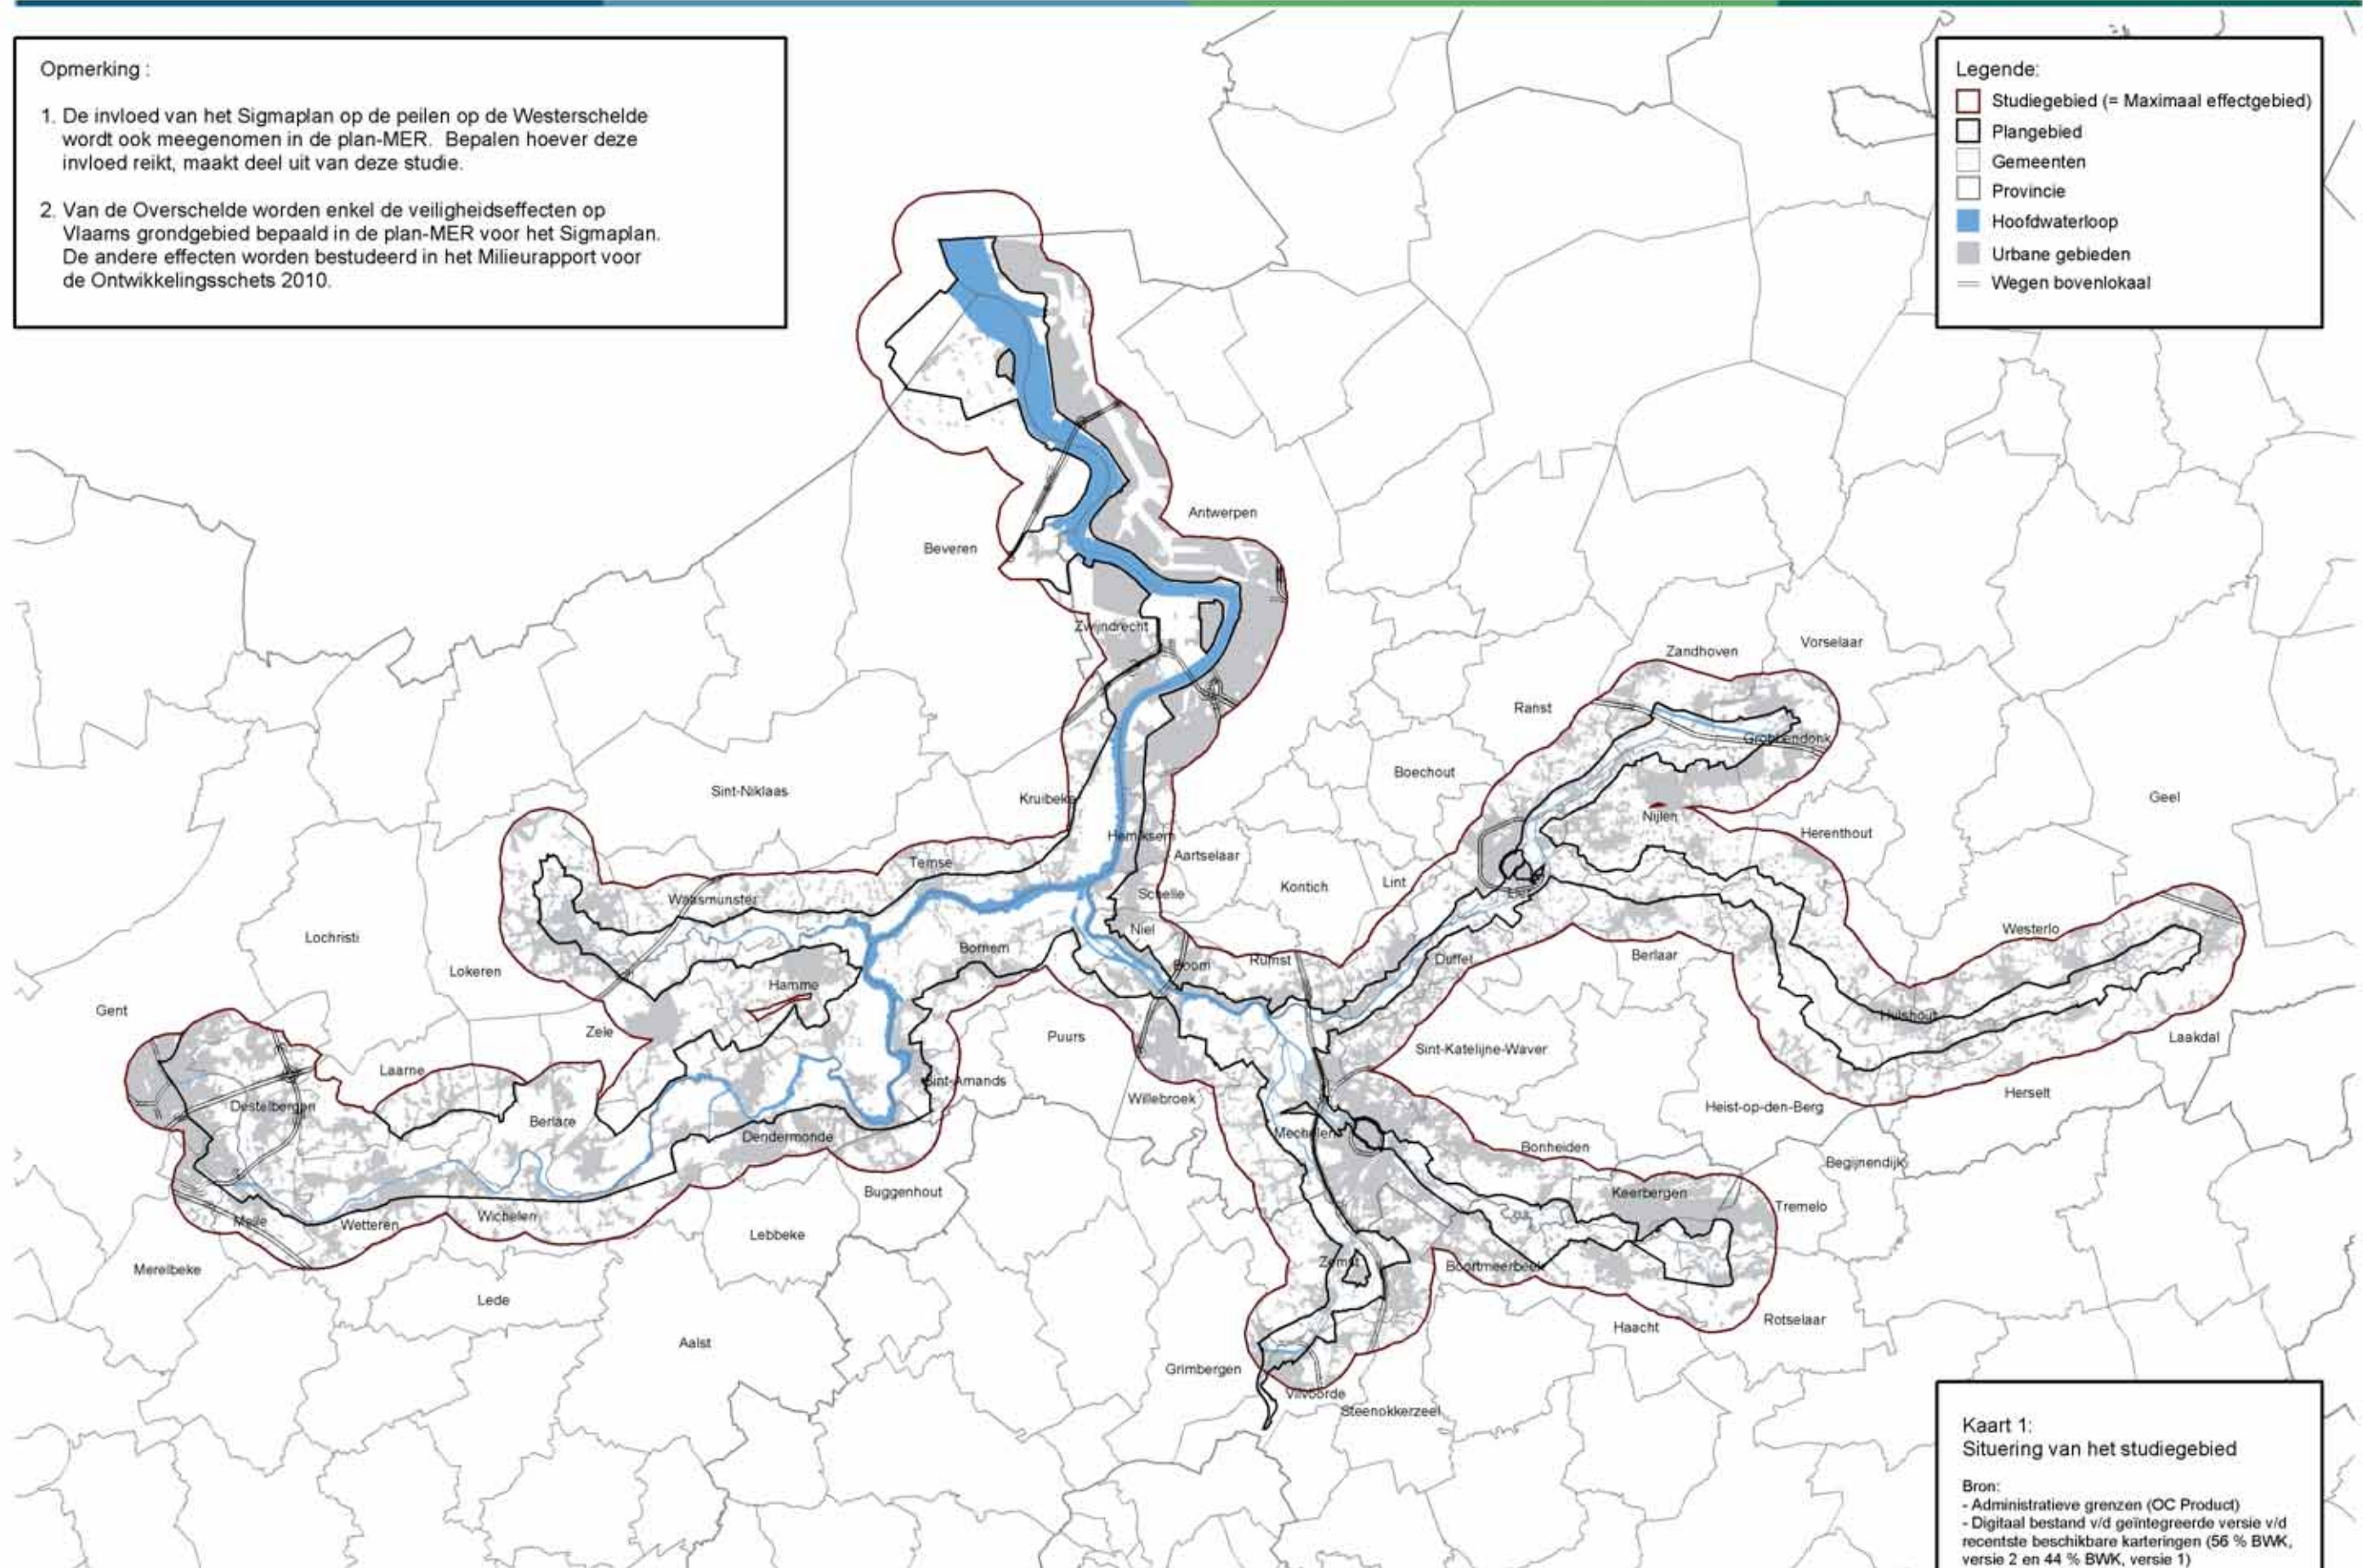 Opmerking :
1. De invloed van het Sigmaplan op de peilen op de Westerschelde
wordt ook meegenomen in de plan-MER. Bepalen hoever deze
invloed reikt, maakt deel uit van deze studie.
2. Van de Overschelde worden enkel de veiligheidseffecten op
Vlaams grondgebied bepaald in de plan-MER voor het Sigmaplan.
De andere effecten worden bestudeerd in het Milieurapport voor
de Ontwikkelingsschets 2010.
Legende:
Studiegebied (= Maximaal effectgebied)
Plangebied
Gemeenten
Provincie
Hoofdwaterloop
Urbane gebieden
Wegen bovenlokaal
Antwerpen
Beveren
Zwijndrecht
Zandhoven
Vorselaar
Ranst
Grobbendonk
Boechout
Sint-Niklaas
Kruibeke
Geel
Nijlen
Herenthout
Hemiksem
Aartselaar
Temse
Kontich
Lint
Lier
Schelle
Waasmunster
Niel
Westerlo
Lochristi
Bornem
Boom
Rumst
Duffel
Berlaar
Lokeren
Hamme
Gent
Hulshout
Zele
Puurs
Laakdal
Sint-Katelijne-Waver
Laarne
Sint-Amands
Herselt
Willebroek
Destelbergen
Heist-op-den-Berg
Berlare
Dendermonde
Mechelen
Bonheiden
Begijnendijk
Buggenhout
Keerbergen
Tremelo
Melle
Wetteren
Wichelen
Lebbeke
Merelbeke
Zemst
Boortmeerbeek
Lede
Rotselaar
Haacht
Aalst
Grimbergen
Vilvoorde
Steenokkerzeel
Kaart 1:
Situering van het studiegebied
Bron:
- Administratieve grenzen (OC Product)
- Digitaal bestand v/d geïntegreerde versie v/d
recentste beschikbare karteringen (56 % BWK,
versie 2 en 44 % BWK, versie 1)